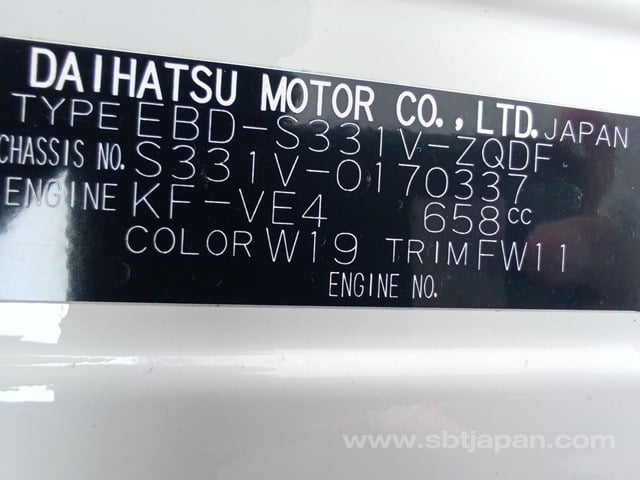 DAIHATSU MOTOR CO., LTD. JAPAN
TYPE EBD-S331V-ZQDF
CHASSIS NO. S331V-0170337
ENGINE KF-VE4 658cc
COLOR W19 TRIM FW11
ENGINE NO.
www.sbtjapan.com